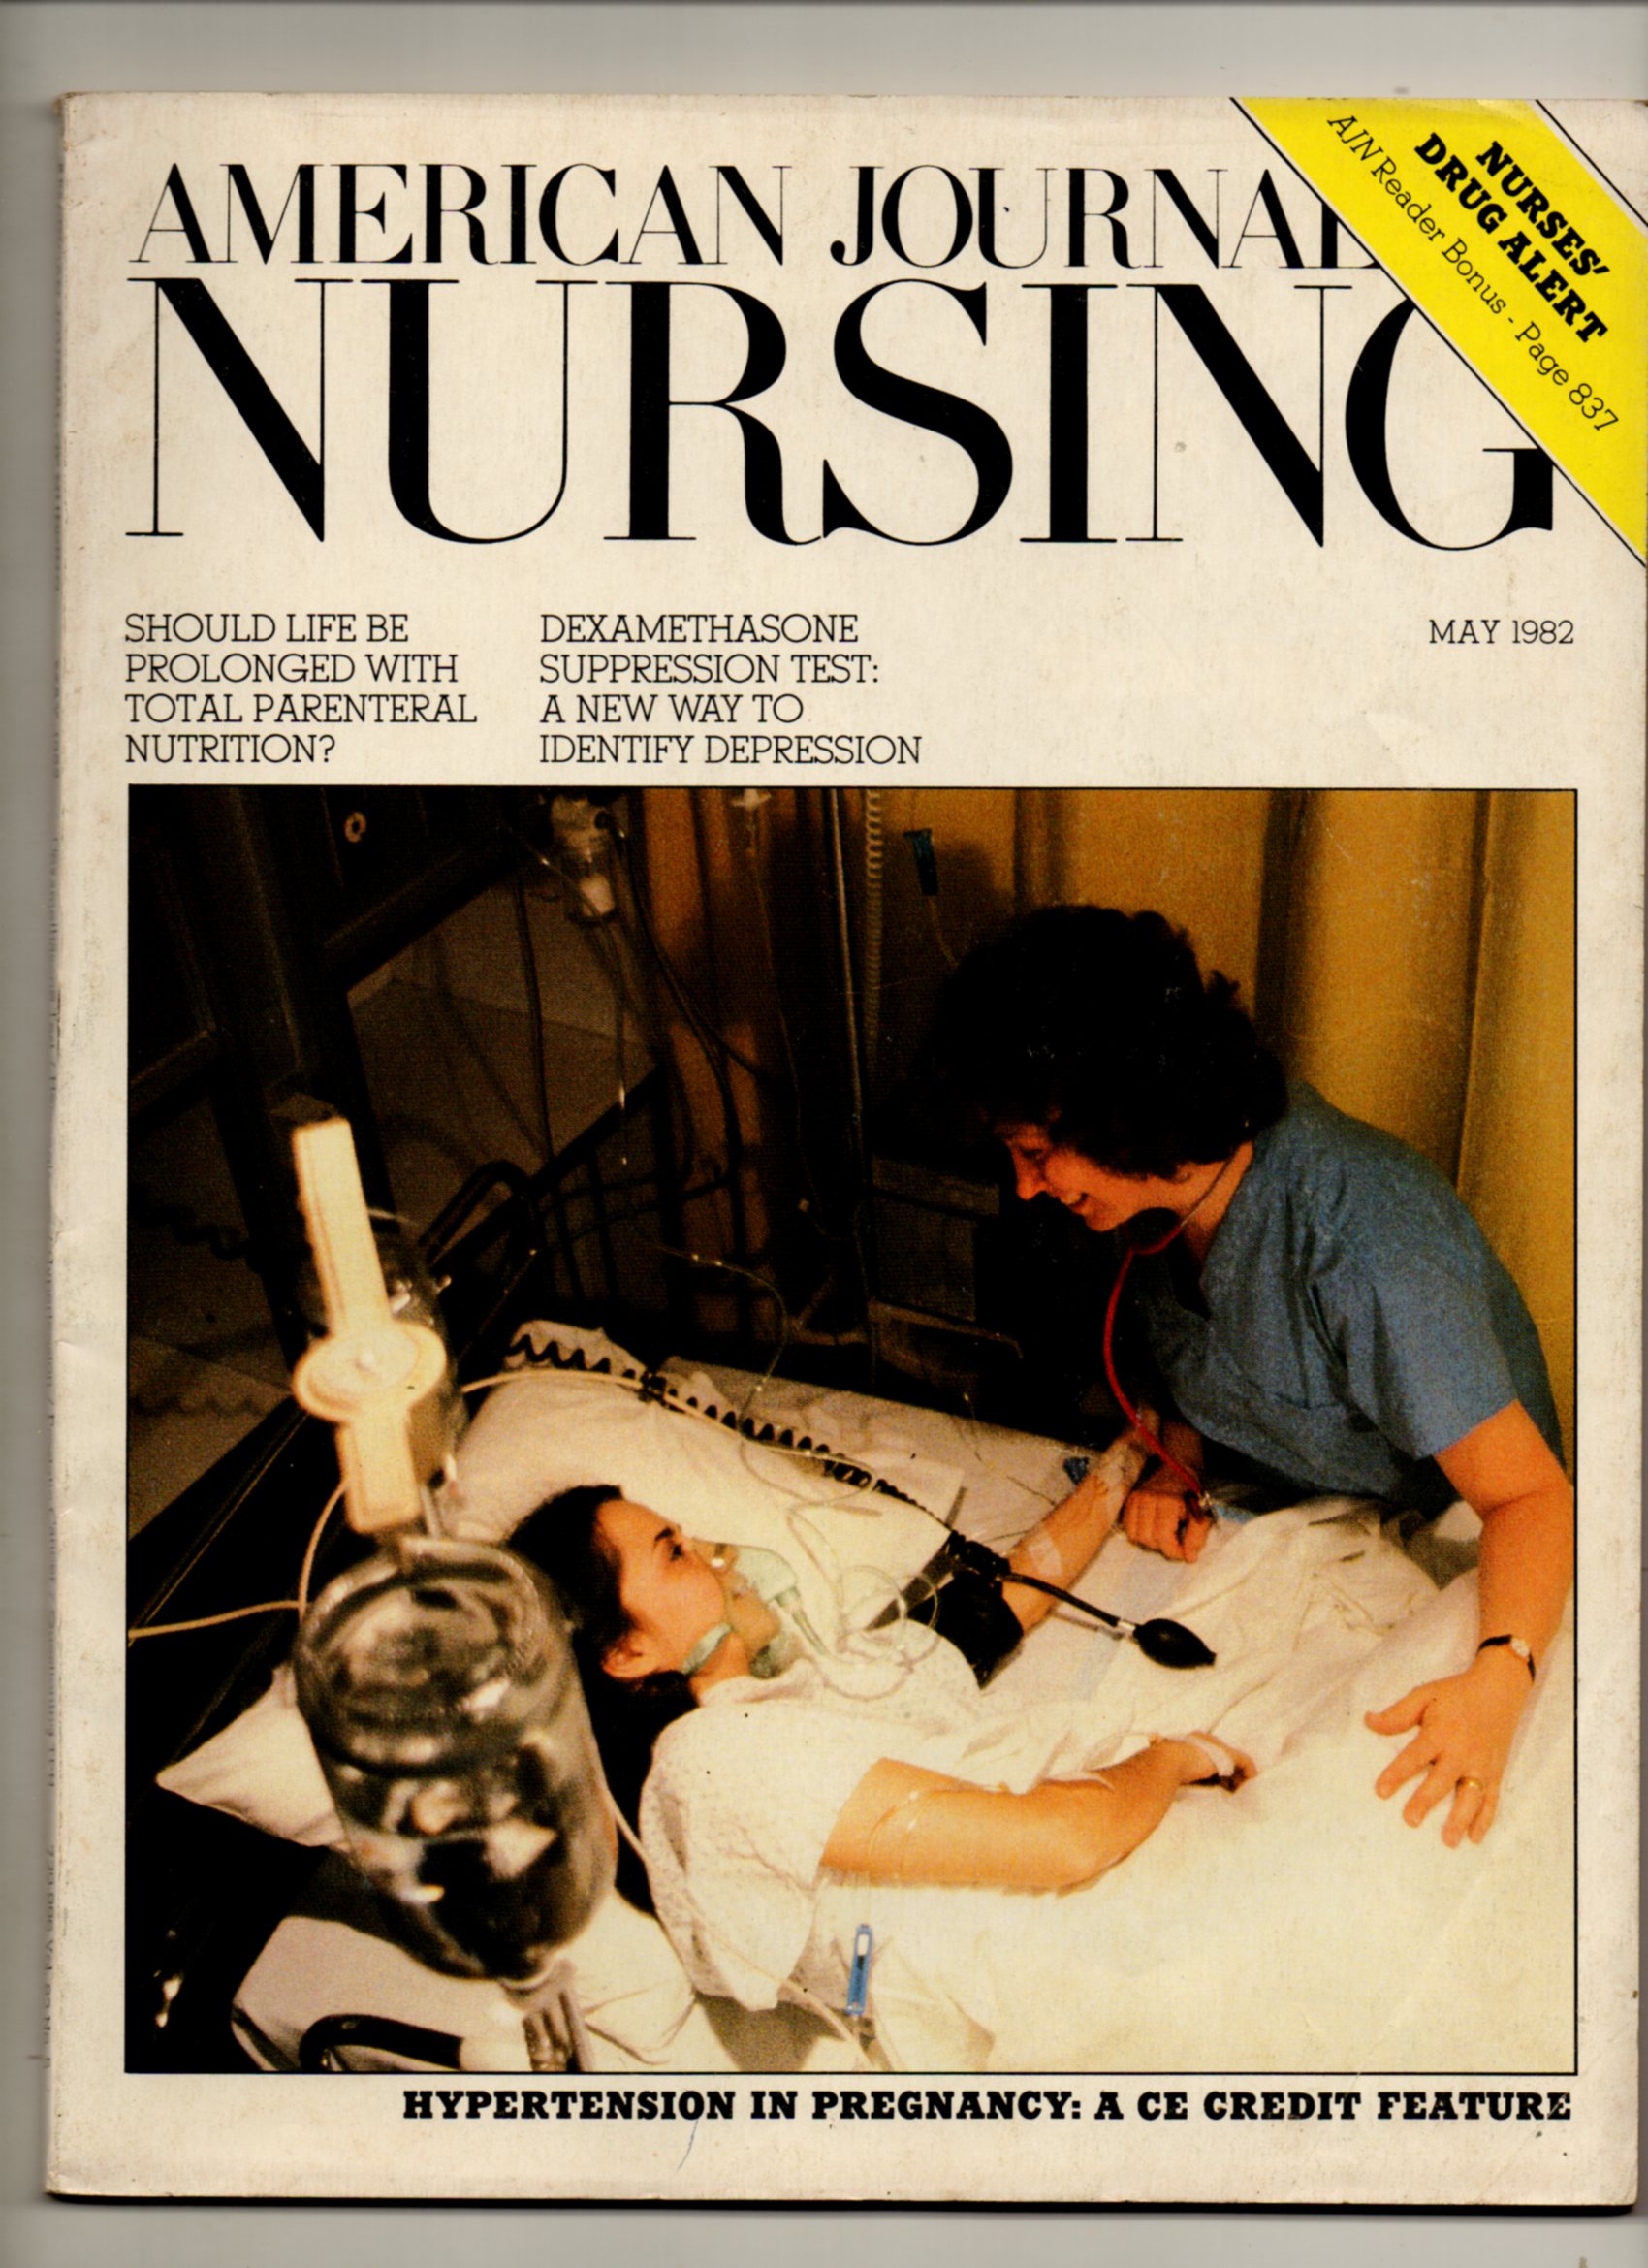 AMERICAN JOURNAL
NURSING
NURSES'
DRUG ALERT
AJN Reader Bonus - Page 837
SHOULD LIFE BE
PROLONGED WITH
TOTAL PARENTERAL
NUTRITION?
DEXAMETHASONE
SUPPRESSION TEST:
A NEW WAY TO
IDENTIFY DEPRESSION
MAY 1982
HYPERTENSION IN PREGNANCY: A CE CREDIT FEATURE